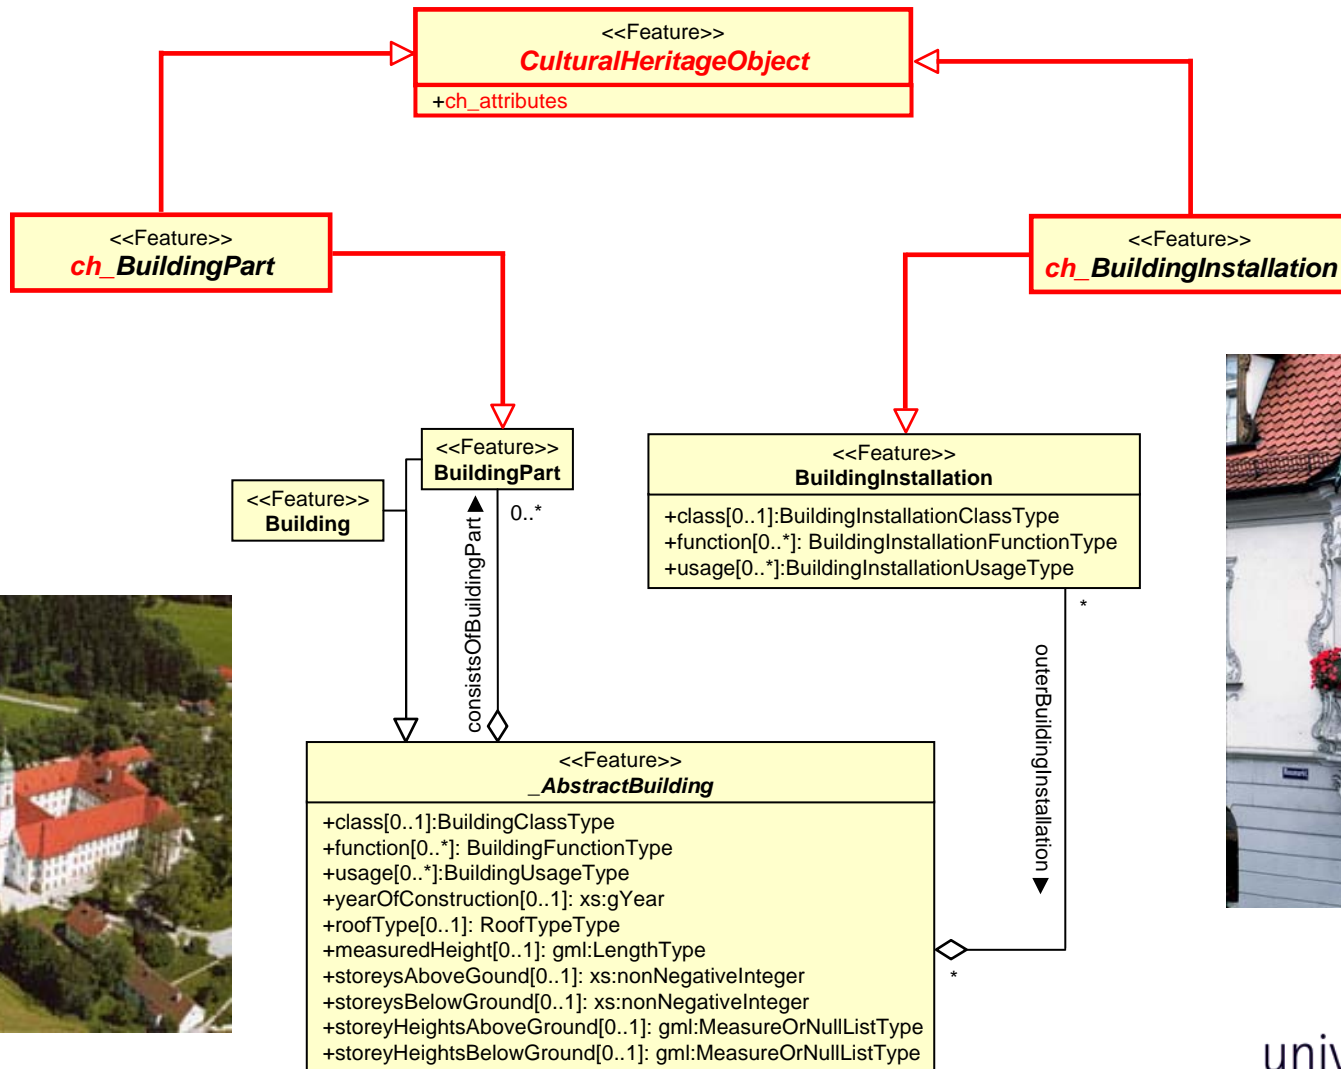 <<Feature>>
CulturalHeritageObject
+ch_attributes
<<Feature>>
ch_BuildingPart
<<Feature>>
ch_BuildingInstallation
<<Feature>>
BuildingPart
<<Feature>>
Building
consistsOfBuildingPart
0..*
<<Feature>>
BuildingInstallation
+class[0..1]:BuildingInstallationClassType
+function[0..*]: BuildingInstallationFunctionType
+usage[0..*]:BuildingInstallationUsageType
*
outerBuildingInstallation
*
<<Feature>>
_AbstractBuilding
+class[0..1]:BuildingClassType
+function[0..*]: BuildingFunctionType
+usage[0..*]:BuildingUsageType
+yearOfConstruction[0..1]: xs:gYear
+roofType[0..1]: RoofTypeType
+measuredHeight[0..1]: gml:LengthType
+storeysAboveGound[0..1]: xs:nonNegativeInteger
+storeysBelowGround[0..1]: xs:nonNegativeInteger
+storeyHeightsAboveGround[0..1]: gml:MeasureOrNullListType
+storeyHeightsBelowGround[0..1]: gml:MeasureOrNullListType
univ